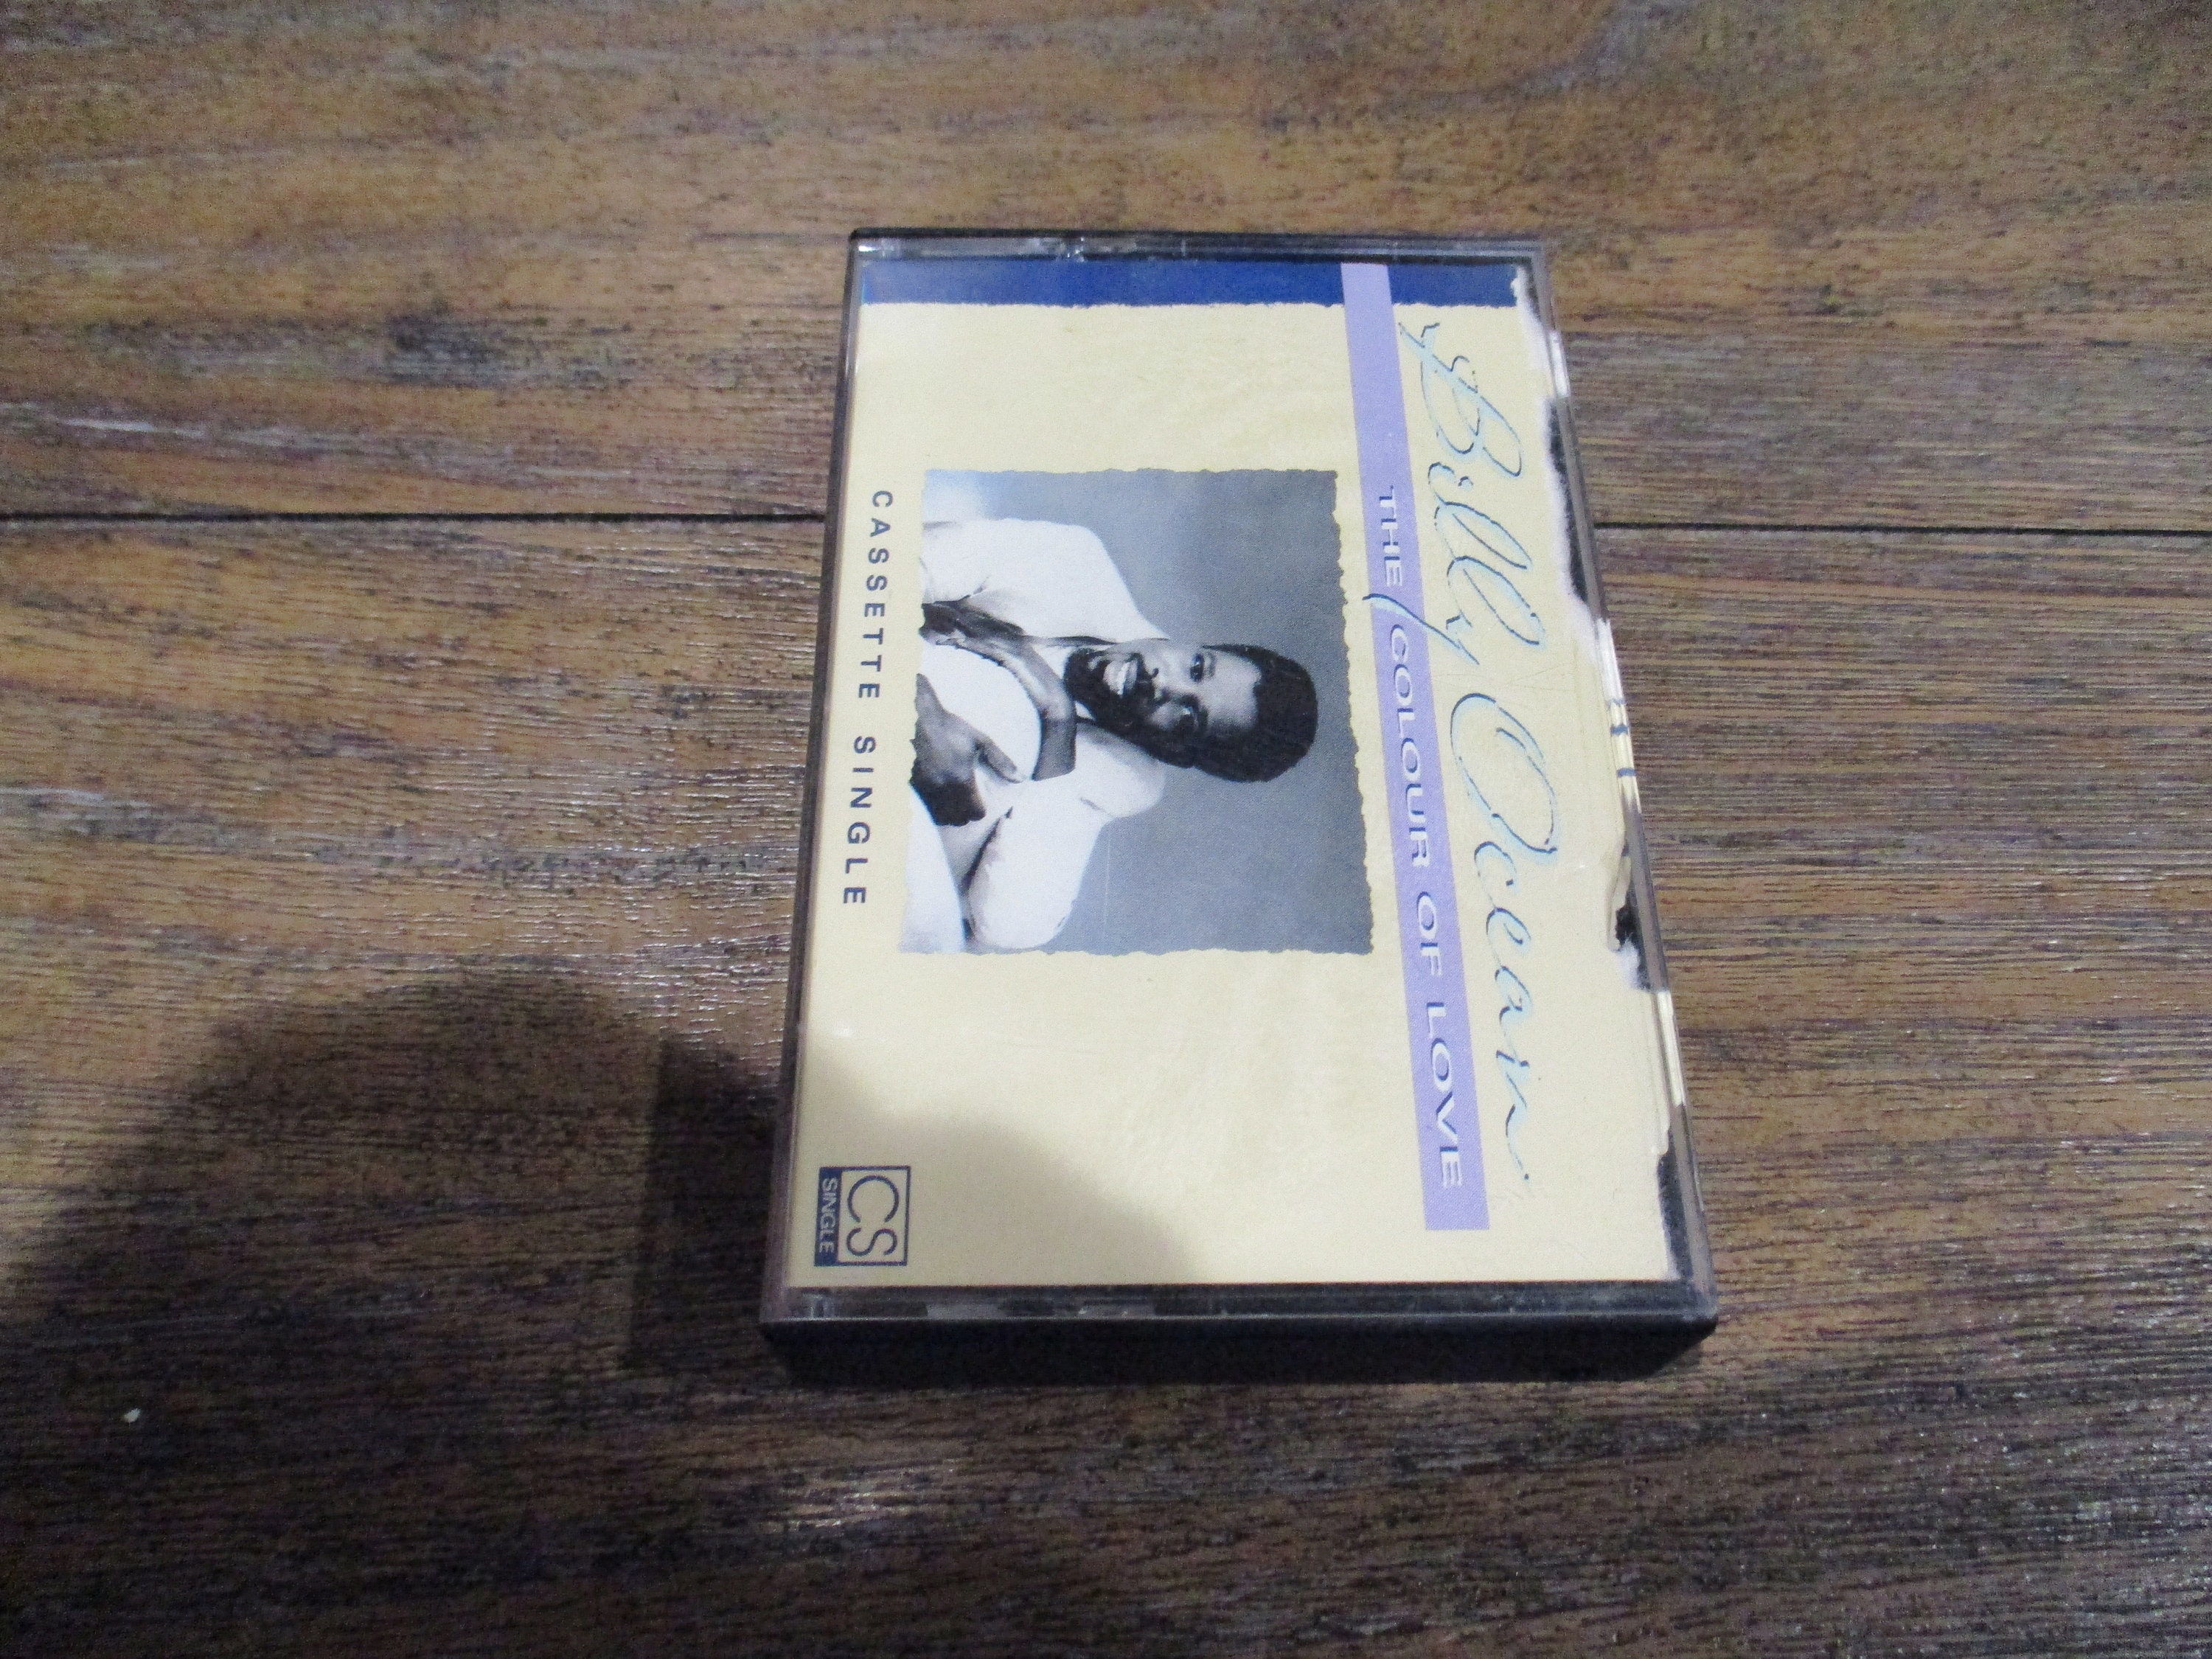 Billy Ocean
THE COLOUR OF LOVE
CASSETTE SINGLE
CS
SINGLE